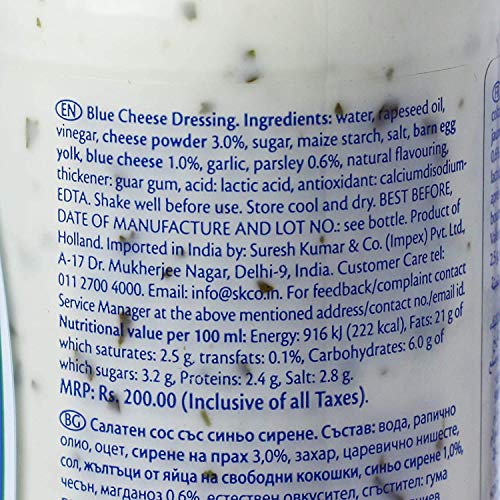 EN Blue Cheese Dressing. Ingredients: water, rapeseed oil,
vinegar, cheese powder 3.0%, sugar, maize starch, salt, barn egg
yolk, blue cheese 1.0%, garlic, parsley 0.6%, natural flavouring,
thickener: guar gum, acid: lactic acid, antioxidant: calciumdisodium-
EDTA. Shake well before use. Store cool and dry. BEST BEFORE,
DATE OF MANUFACTURE AND LOT NO.: see bottle. Product of
Holland. Imported in India by: Suresh Kumar & Co. (Impex) Pvt. Ltd,
A-17 Dr. Mukherjee Nagar, Delhi-9, India. Customer Care tel:
011 2700 4000. Email: info@skco.in. For feedback/complaint contact
Service Manager at the above mentioned address/contact no./email id.
Nutritional value per 100 ml: Energy: 916 kJ (222 kcal), Fats: 21 g of
which saturates: 2.5 g, transfats: 0.1%, Carbohydrates: 6.0 g of
which sugars: 3.2 g, Proteins: 2.4 g, Salt: 2.8 g.
MRP: Rs. 200.00 (Inclusive of all Taxes).
BG Салатен сос със синьо сирене. Състав: вода, рапично
олио, оцет, сирене на прах 3,0%, захар, царевично нишесте,
сол, жълтъци от яйца на свободни кокошки, синьо сирене 1,0%,
чесън, магданоз 0,6%, естествен овкусител, сгъстител: гума